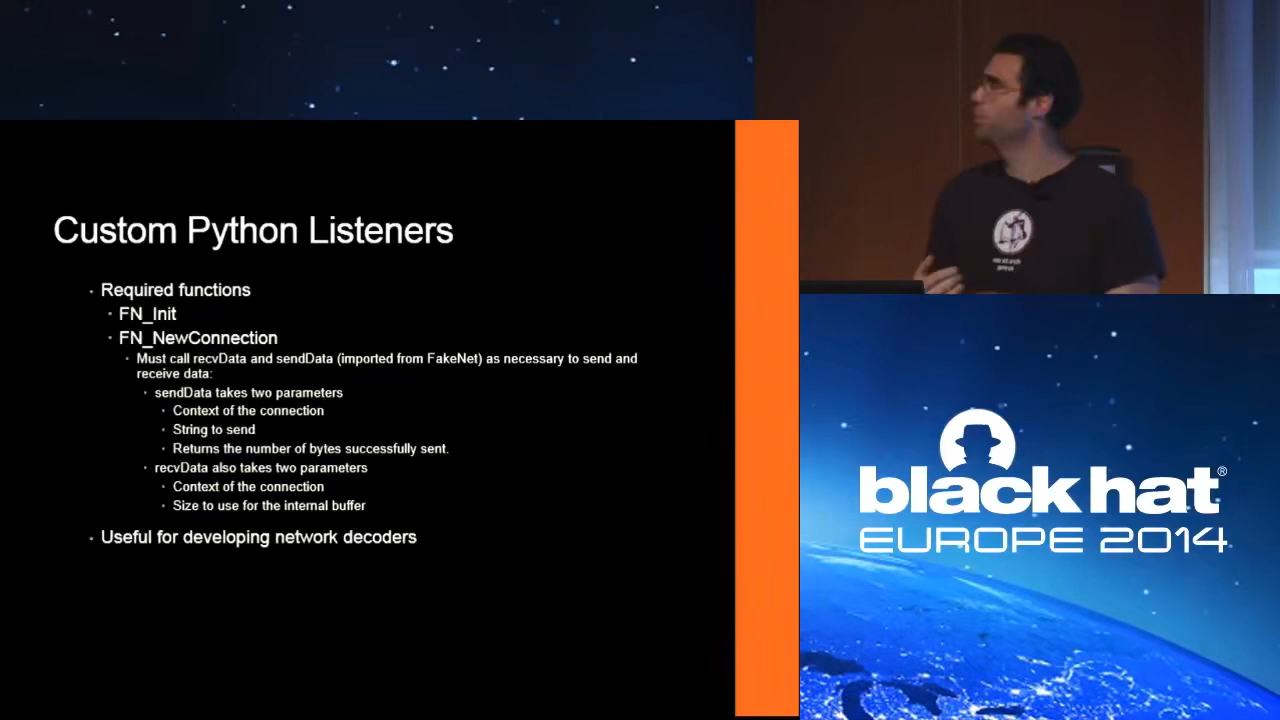 Custom Python Listeners
• Required functions
• FN_Init
• FN_NewConnection
• Must call recvData and sendData (imported from FakeNet) as necessary to send and
receive data:
• sendData takes two parameters
• Context of the connection
• String to send
• Returns the number of bytes successfully sent.
• recvData also takes two parameters
• Context of the connection
• Size to use for the internal buffer
• Useful for developing network decoders
black hat®
EUROPE 2014